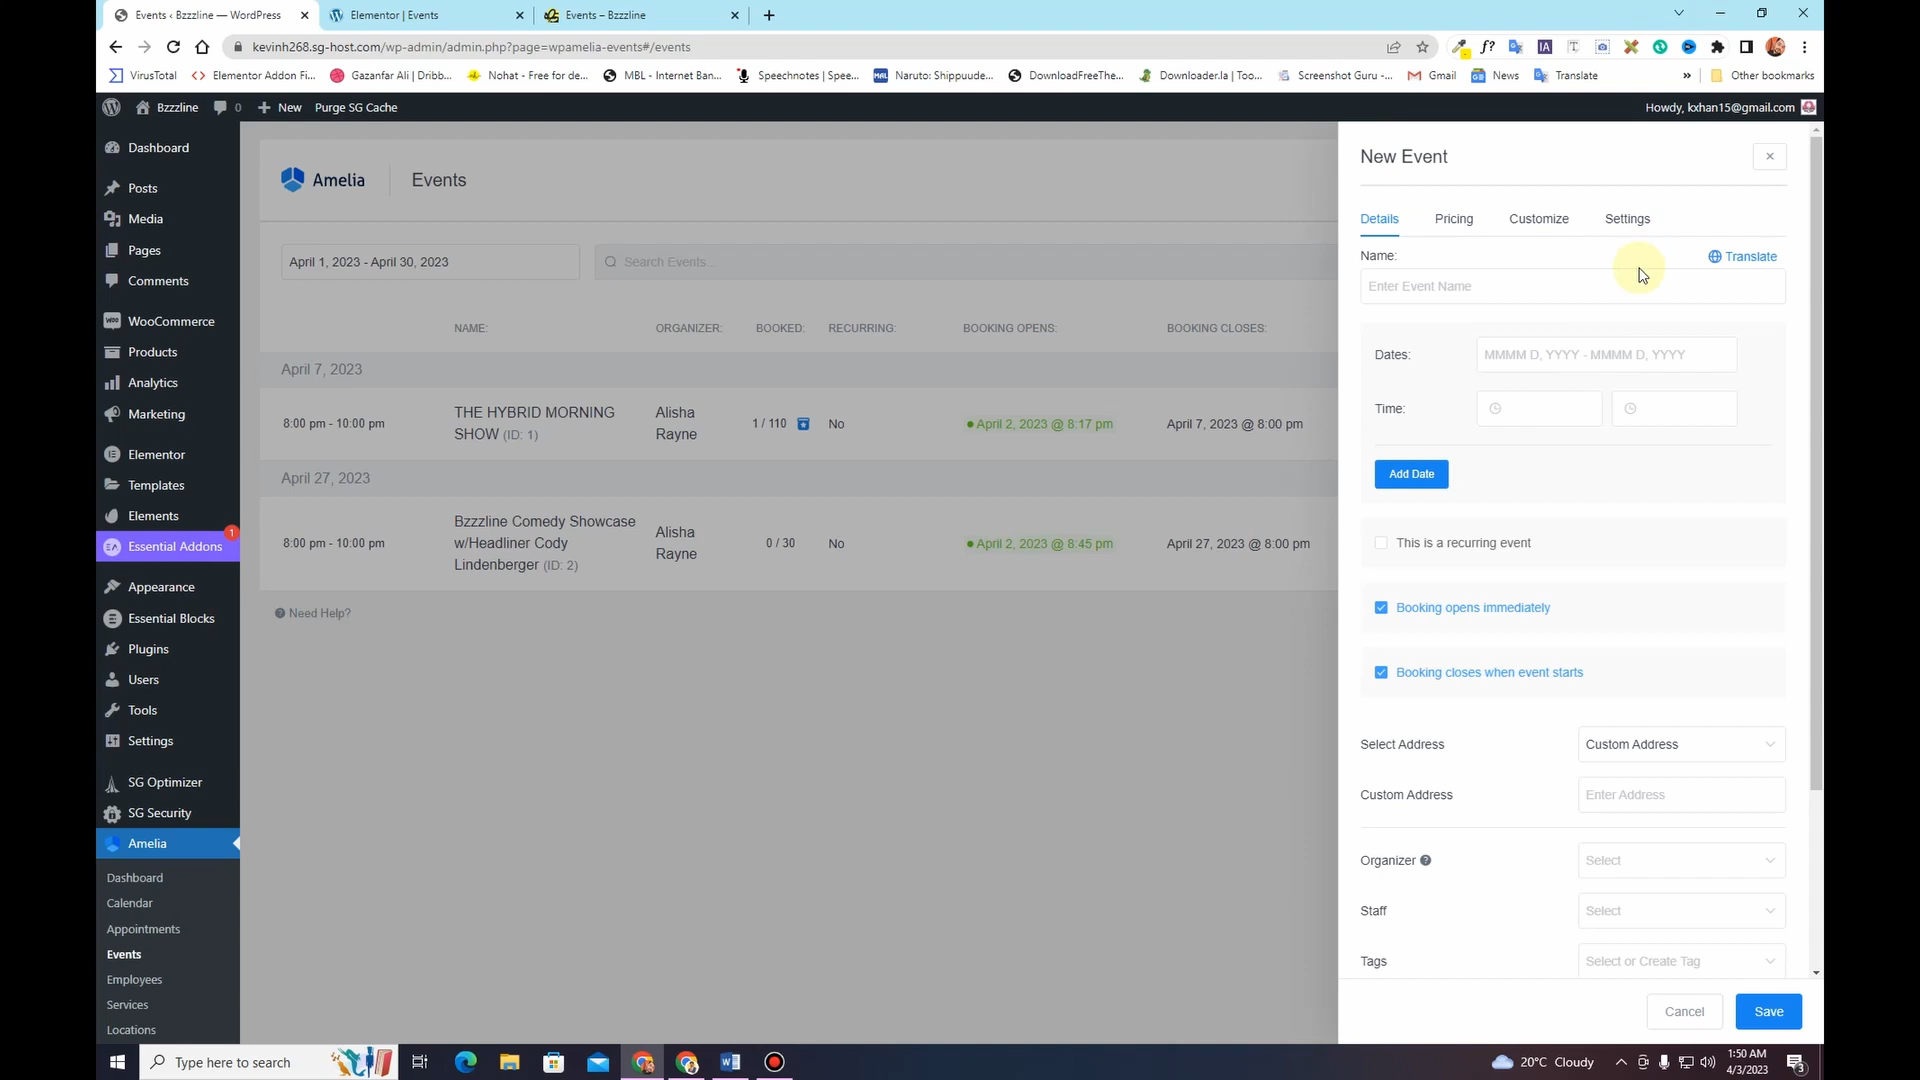 Events ‹ Bzzzline — WordPress
Elementor | Events
Events – Bzzzline
kevinh268.sg-host.com/wp-admin/admin.php?page=wpamelia-events#/events
VirusTotal
Elementor Addon Fi...
Gazanfar Ali | Dribb...
Nohat - Free for de...
MBL - Internet Ban...
Speechnotes | Spee...
Naruto: Shippuude...
DownloadFreeThe...
Downloader.la | Too...
Screenshot Guru -...
Gmail
News
Translate
»
Other bookmarks
Bzzzline
0
New
Purge SG Cache
Howdy, kxhan15@gmail.com
Dashboard
Posts
Media
Pages
Comments
WooCommerce
Products
Analytics
Marketing
Elementor
Templates
Elements
Essential Addons
1
Appearance
Essential Blocks
Plugins
Users
Tools
Settings
SG Optimizer
SG Security
Amelia
Dashboard
Calendar
Appointments
Events
Employees
Services
Locations
Amelia
Events
April 1, 2023 - April 30, 2023
Search Events...
NAME:
ORGANIZER:
BOOKED:
RECURRING:
BOOKING OPENS:
BOOKING CLOSES:
April 7, 2023
8:00 pm - 10:00 pm
THE HYBRID MORNING
SHOW (ID: 1)
Alisha
Rayne
1 / 110
No
April 2, 2023 @ 8:17 pm
April 7, 2023 @ 8:00 pm
April 27, 2023
8:00 pm - 10:00 pm
Bzzzline Comedy Showcase
w/Headliner Cody
Lindenberger (ID: 2)
Alisha
Rayne
0 / 30
No
April 2, 2023 @ 8:45 pm
April 27, 2023 @ 8:00 pm
Need Help?
New Event
Details
Pricing
Customize
Settings
Name:
Translate
Enter Event Name
Dates:
MMMM D, YYYY - MMMM D, YYYY
Time:
Add Date
This is a recurring event
Booking opens immediately
Booking closes when event starts
Select Address
Custom Address
Custom Address
Enter Address
Organizer
Select
Staff
Select
Tags
Select or Create Tag
Cancel
Save
Type here to search
20°C Cloudy
1:50 AM
4/3/2023
3